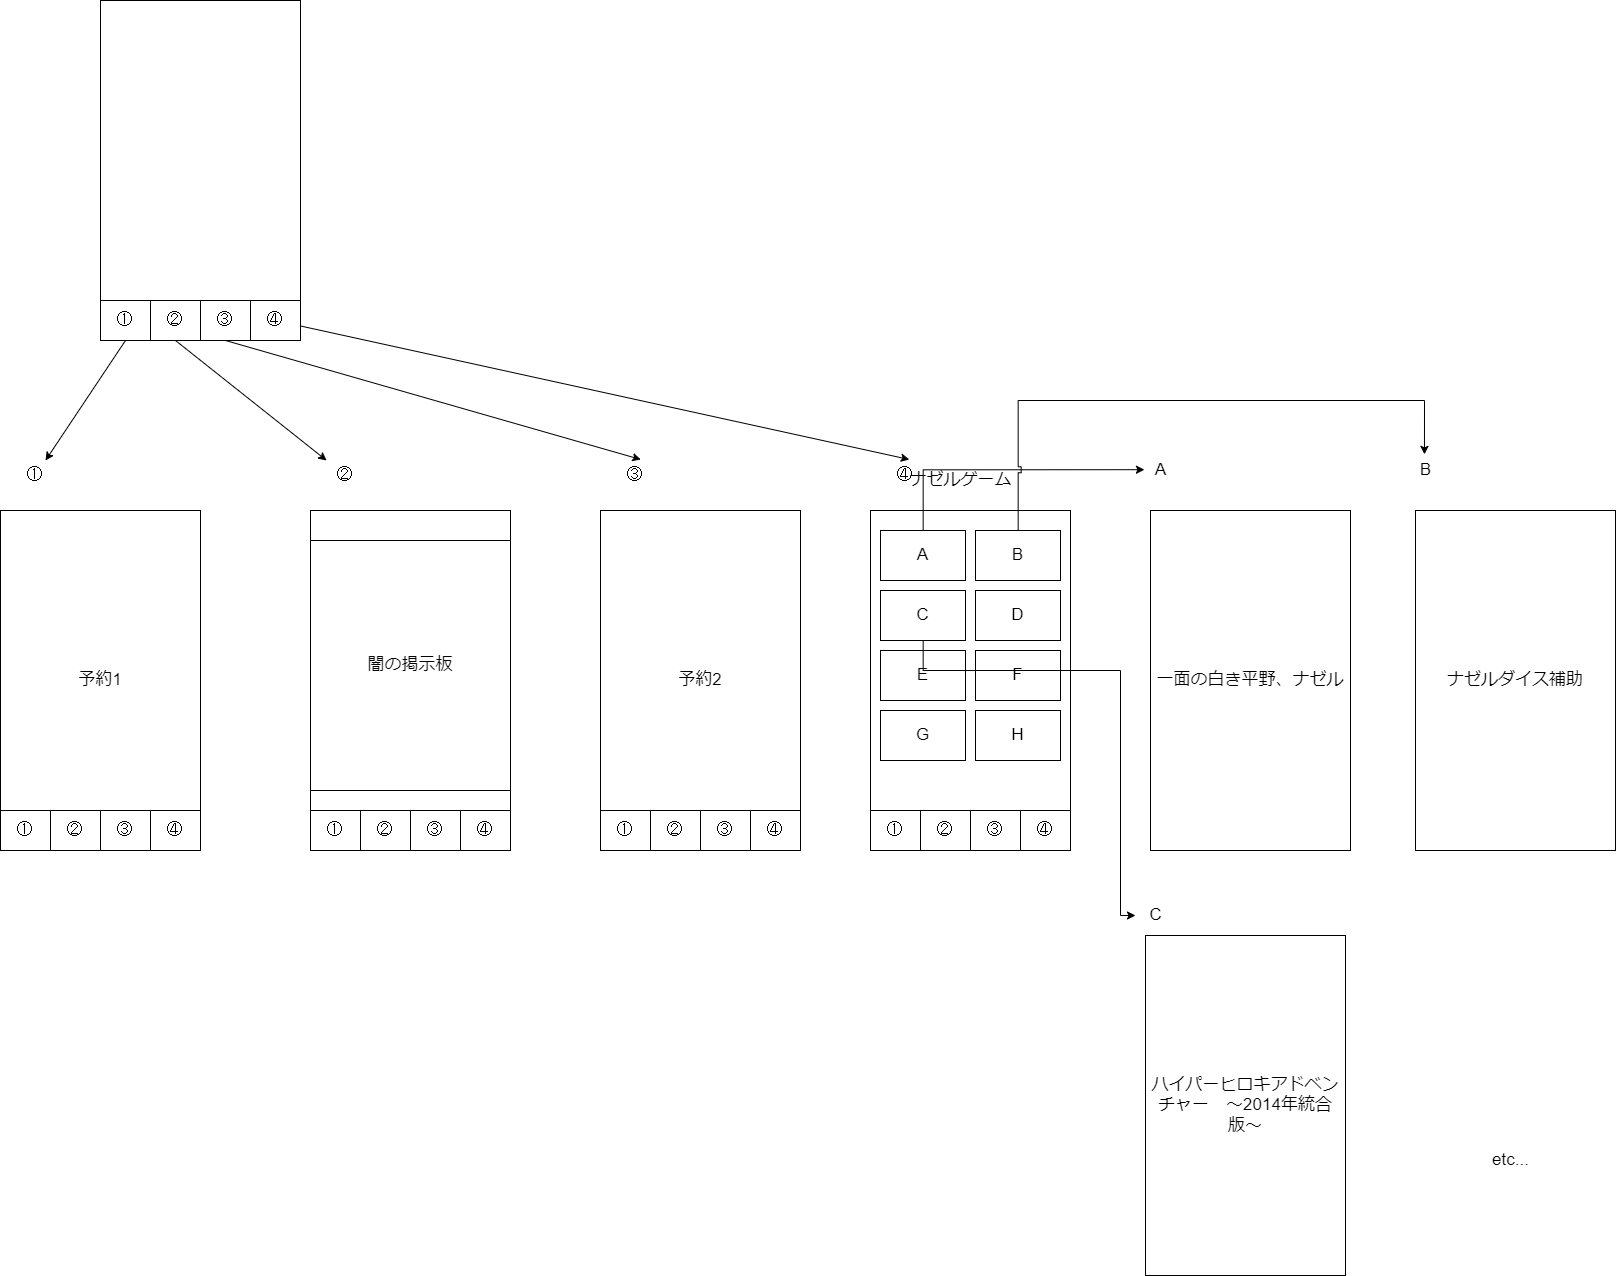 ① ② ③ ④
① ② ③ ④ナゼルゲーム A B
A B
C D
闇の掲示板
予約1 予約2 E F 一面の白き平野、ナゼル ナゼルダイス補助
G H
① ② ③ ④ ① ② ③ ④ ① ② ③ ④ ① ② ③ ④
C
ハイパーヒロキアドベン
チャー　～2014年統合
版～
etc...